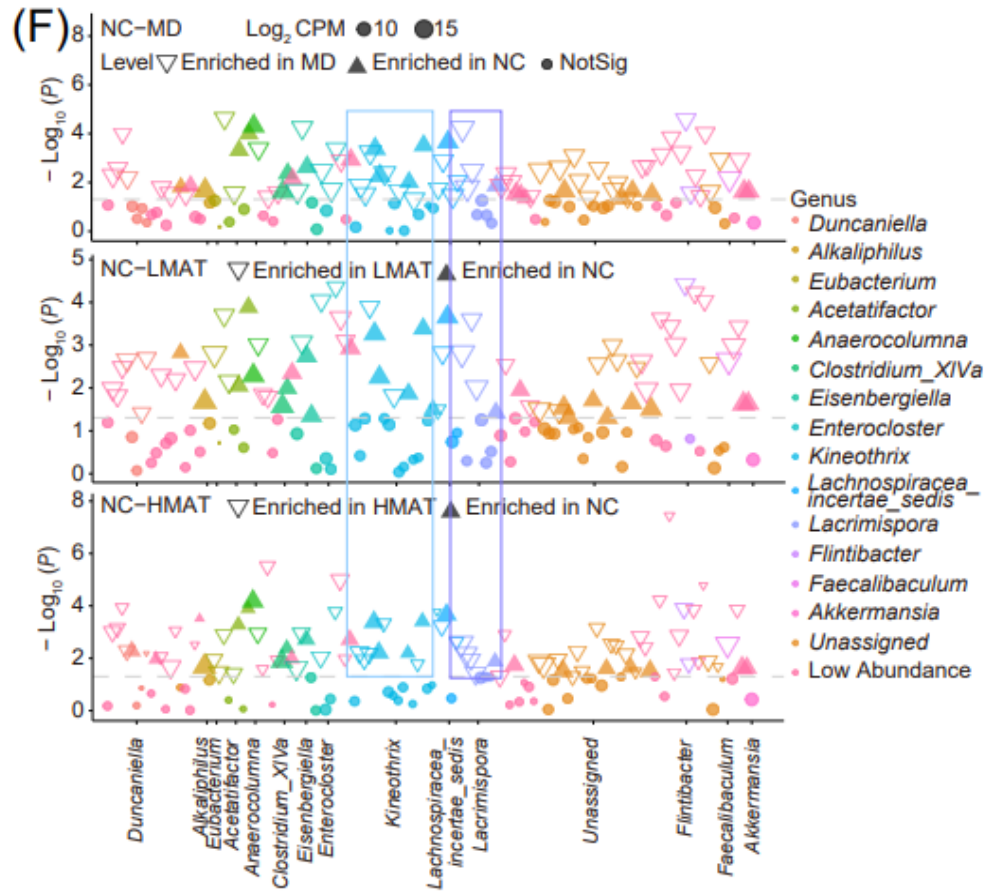 (F)
NC−MD Log2 CPM 10 15
Level Enriched in MD Enriched in NC NotSig
8
6
4
2
0
− Log10 (P)
NC−LMAT Enriched in LMAT Enriched in NC
5
4
3
2
1
0
− Log10 (P)
NC−HMAT Enriched in HMAT Enriched in NC
8
6
4
2
0
− Log10 (P)
Duncaniella
Alkaliphilus
Eubacterium
Acetatifactor
Anaerocolumna
Clostridium_XIVa
Eisenbergiella
Enterocloster
Kineothrix
Lachnospiracea_
incertae_sedis
Lacrimispora
Unassigned
Flintibacter
Faecalibaculum
Akkermansia
Genus
Duncaniella
Alkaliphilus
Eubacterium
Acetatifactor
Anaerocolumna
Clostridium_XIVa
Eisenbergiella
Enterocloster
Kineothrix
Lachnospiracea_
incertae_sedis
Lacrimispora
Flintibacter
Faecalibaculum
Akkermansia
Unassigned
Low Abundance